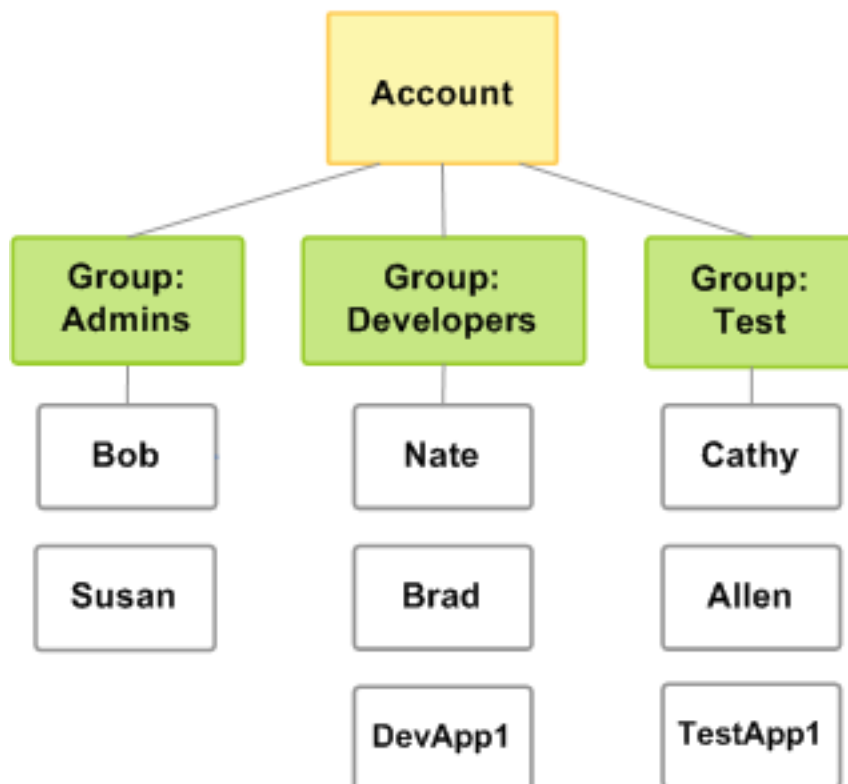 Account
Group:
Admins
Group:
Developers
Group:
Test
Bob
Nate
Cathy
Susan
Brad
Allen
DevApp1
TestApp1